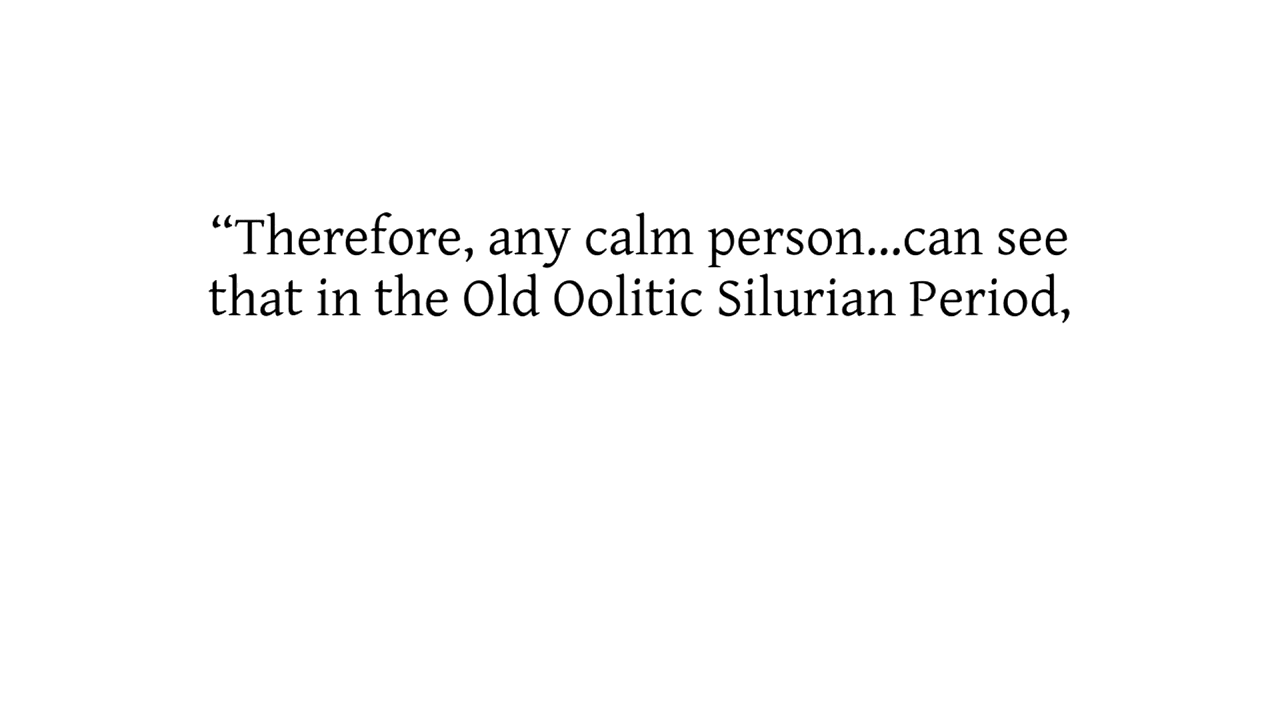 “Therefore, any calm person...can see
that in the Old Oolitic Silurian Period,